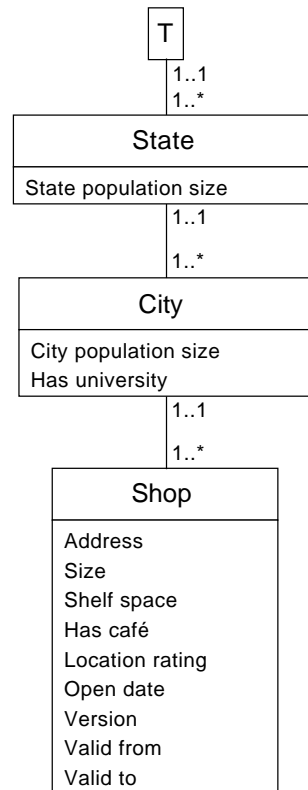 T
1..1
1..*
State
State population size
1..1
1..*
City
City population size
Has university
1..1
1..*
Shop
Address
Size
Shelf space
Has café
Location rating
Open date
Version
Valid from
Valid to